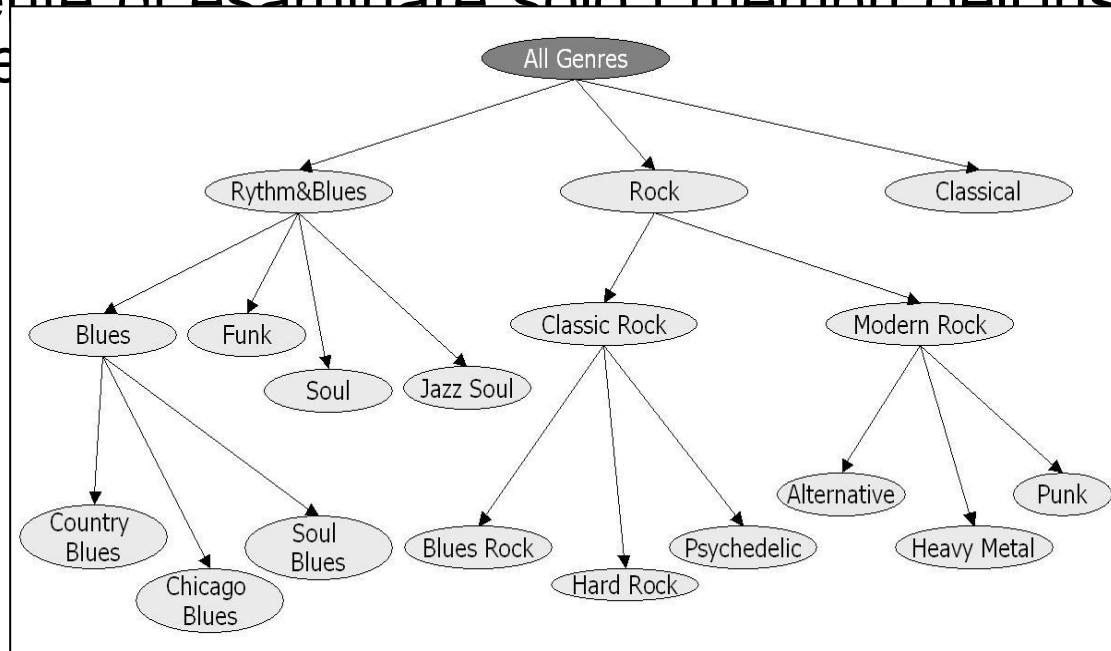 All Genres
Rythm&Blues
Rock
Classical
Blues
Funk
Soul
Jazz Soul
Classic Rock
Modern Rock
Country
Blues
Chicago
Blues
Soul
Blues
Blues Rock
Hard Rock
Psychedelic
Alternative
Heavy Metal
Punk